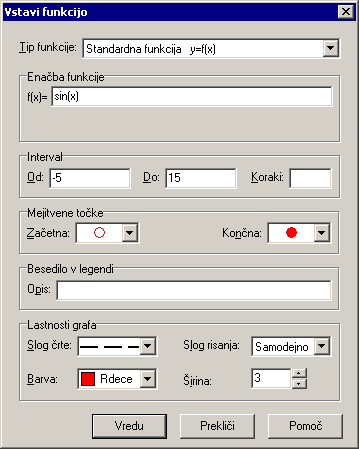 Vstavi funkcijo
Tip funkcije: Standardna funkcija y=f(x)
Enačba funkcije
f(x)= sin(x)
Interval
Od: -5 Do: 15 Koraki:
Mejitvene točke
Začetna: Končna:
Besedilo v legendi
Opis:
Lastnosti grafa
Slog črte: Slog risanja: Samodejno
Barva: Rdece Širina: 3
Vredu Prekliči Pomoč